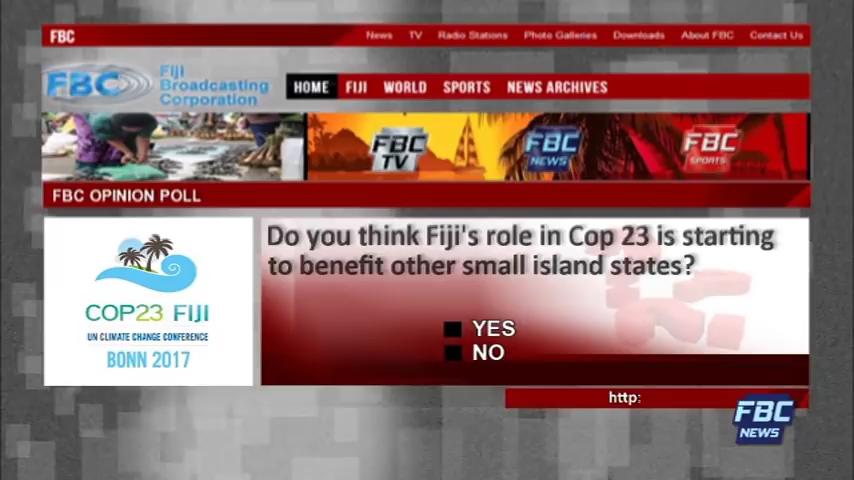 FBC
News TV Radio Stations Photo Galleries Downloads About FBC Contact Us
FBC
Fiji
Broadcasting
Corporation
HOME FIJI WORLD SPORTS NEWS ARCHIVES
FBC
TV
FBC
NEWS
FBC
SPORTS
FBC OPINION POLL
COP23 FIJI
UN CLIMATE CHANGE CONFERENCE
BONN 2017
Do you think Fiji's role in Cop 23 is starting
to benefit other small island states?
YES
NO
http:
FBC
NEWS